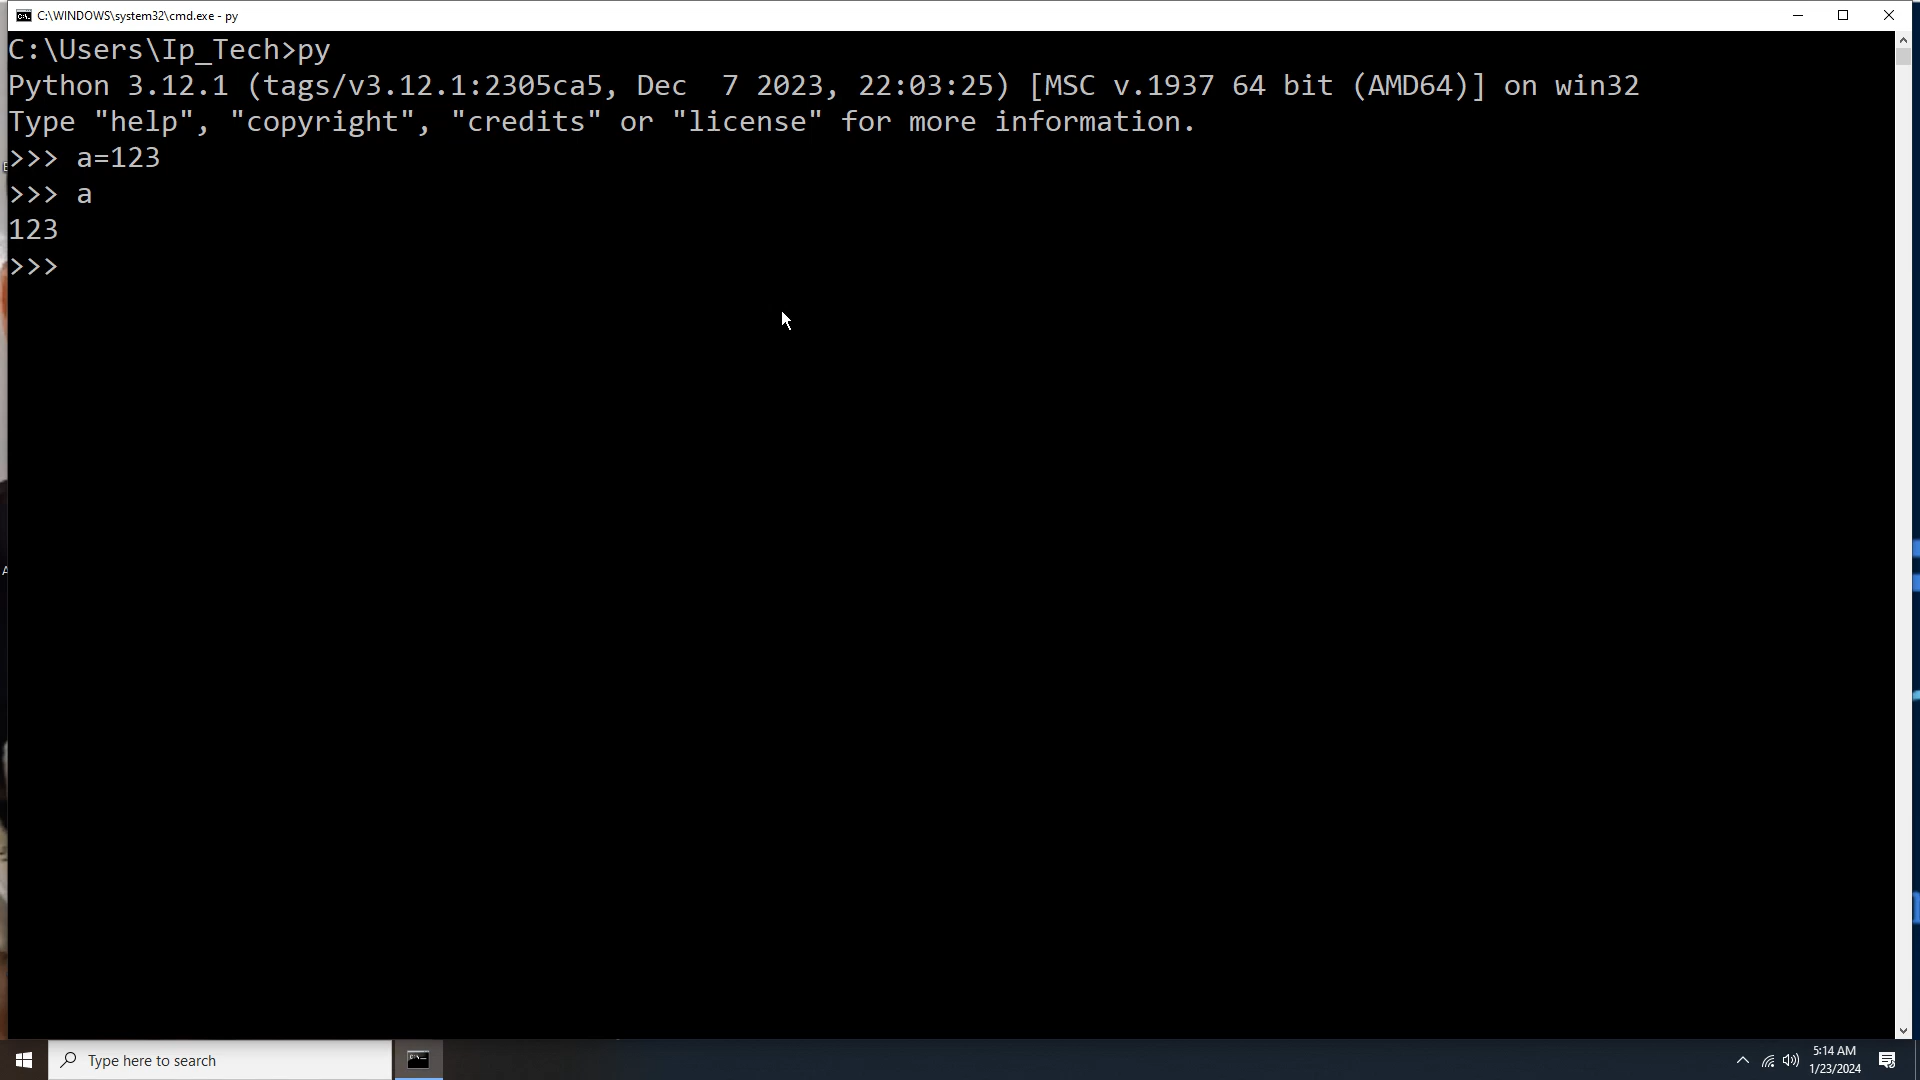 C:\WINDOWS\system32\cmd.exe - py
C:\Users\Ip_Tech>py
Python 3.12.1 (tags/v3.12.1:2305ca5, Dec  7 2023, 22:03:25) [MSC v.1937 64 bit (AMD64)] on win32
Type "help", "copyright", "credits" or "license" for more information.
>>> a=123
>>> a
123
>>>
Type here to search
5:14 AM
1/23/2024